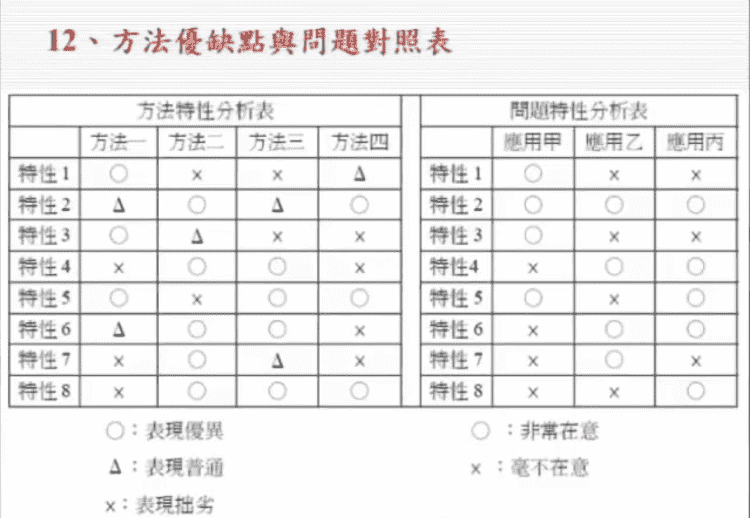 12、方法優缺點與問題對照表
方法特性分析表 問題特性分析表
方法一 方法二 方法三 方法四 應用甲 應用乙 應用丙
特性1 ○ × × Δ 特性1 ○ × ×
特性2 Δ ○ Δ ○ 特性2 ○ ○ ○
特性3 ○ Δ × × 特性3 ○ × ×
特性4 × ○ ○ × 特性4 × ○ ○
特性5 ○ × ○ ○ 特性5 ○ × ○
特性6 Δ ○ ○ × 特性6 × ○ ○
特性7 × ○ Δ × 特性7 × ○ ×
特性8 × ○ ○ ○ 特性8 × × ○
○：表現優異 ○：非常在意
Δ：表現普通 ×：毫不在意
×：表現拙劣